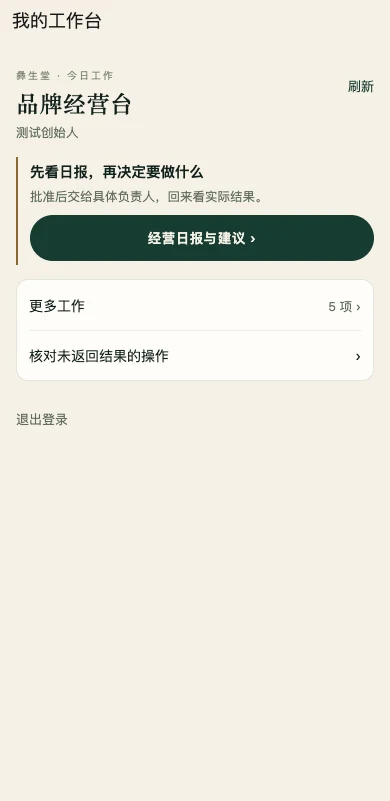 我的工作台
彝生堂 · 今日工作
刷新
品牌经营台
测试创始人
先看日报，再决定要做什么
批准后交给具体负责人，回来看实际结果。
经营日报与建议 ›
更多工作 5 项 ›
核对未返回结果的操作 ›
退出登录